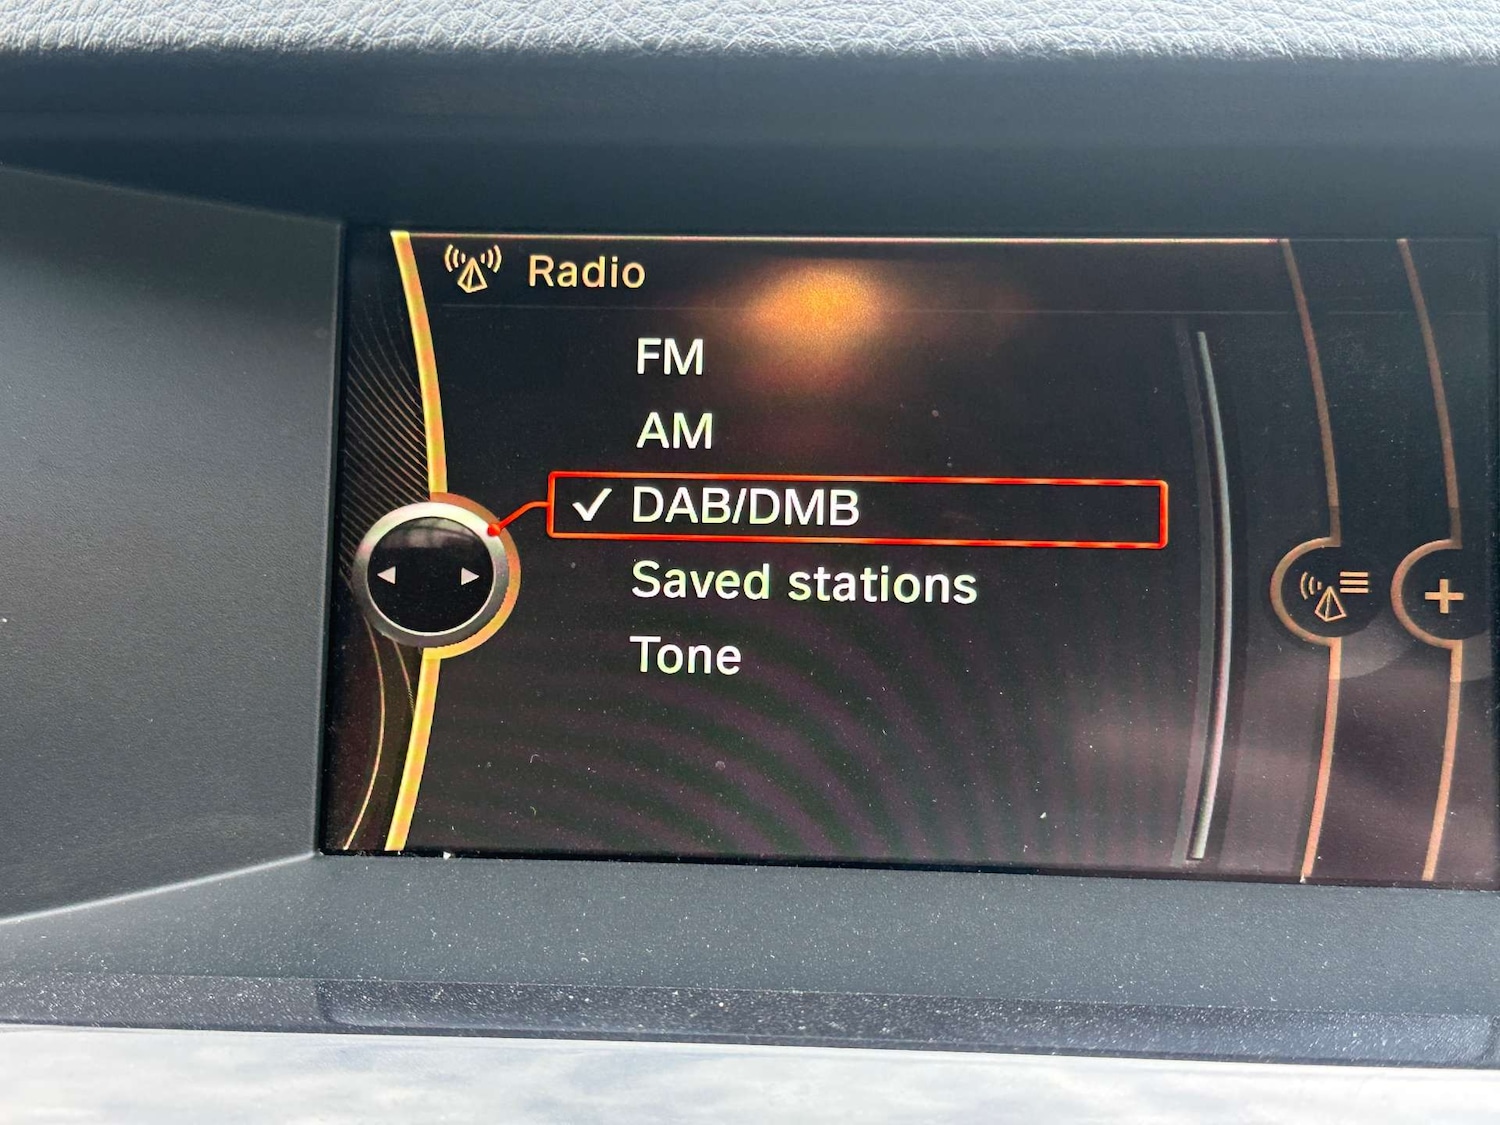 Radio
FM
AM
✓ DAB/DMB
Saved stations
Tone